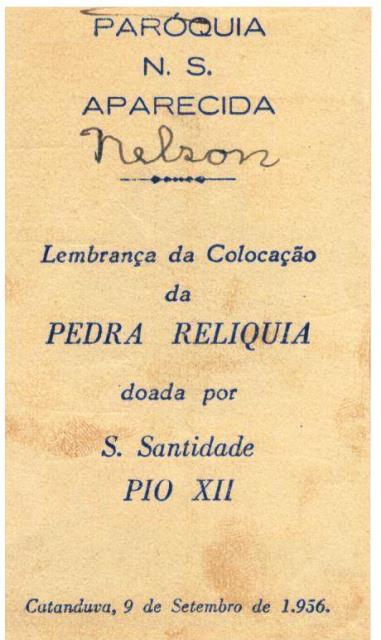 PARÓQUIA
N. S.
APARECIDA
Nelson
Lembrança da Colocação
da
PEDRA RELIQUIA
doada por
S. Santidade
PIO XII
Catanduva, 9 de Setembro de 1.956.